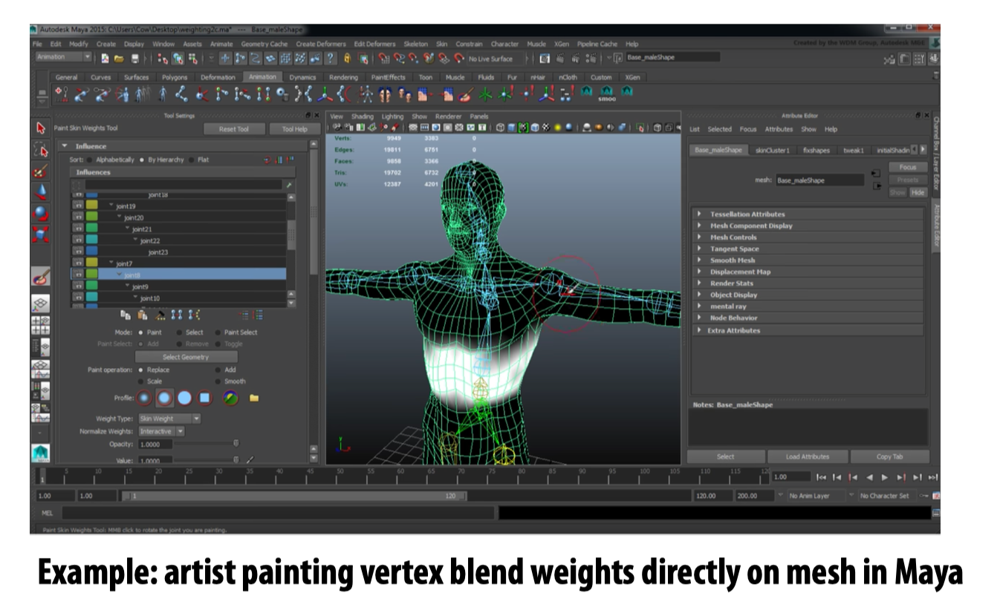 Autodesk Maya 2015: C:\Users\Cow\Desktop\weighting2c.ma* --- Base_maleShape
File Edit Modify Create Display Window Assets Animate Geometry Cache Create Deformers Edit Deformers Skeleton Skin Constrain Character Muscle XGen Pipeline Cache Help
Created by the WDM Group, Autodesk M&E
Animation No Live Surface Base_maleShape
General Curves Surfaces Polygons Deformation Animation Dynamics Rendering PaintEffects Toon Muscle Fluids Fur nHair nCloth Custom XGen
smoo
Tool Settings
Paint Skin Weights Tool Reset Tool Tool Help
Influence
Sort: Alphabetically By Hierarchy Flat
Influences
joint18
joint19
joint20
joint21
joint22
joint23
joint7
joint8
joint9
joint10
Mode: Paint Select Paint Select
Paint Select: Add Remove Toggle
Select Geometry
Paint operation: Replace Add
Scale Smooth
Profile:
Weight Type: Skin Weight
Normalize Weights: Interactive
Opacity: 1.0000
Value: 1.0000
View Shading Lighting Show Renderer Panels
Verts: 9949 3383 0
Edges: 19811 6751 0
Faces: 9858 3366 0
Tris: 19702 6732 0
UVs: 12387 4201 0
Attribute Editor
List Selected Focus Attributes Show Help
Base_maleShape skinCluster1 fixshapes tweak1 initialShadin
Focus
mesh: Base_maleShape Presets
Show Hide
Tessellation Attributes
Mesh Component Display
Mesh Controls
Tangent Space
Smooth Mesh
Displacement Map
Render Stats
Object Display
mental ray
Node Behavior
Extra Attributes
Notes: Base_maleShape
Select Load Attributes Copy Tab
Channel Box / Layer Editor
Attribute Editor
1 5 10 15 20 25 30 35 40 45 50 55 60 65 70 75 80 85 90 95 100 105 110 115 120 1.00
1.00 1.00 1 120 120.00 200.00 No Anim Layer No Character Set
MEL
Paint Skin Weights Tool: MMB click to rotate the joint you are painting.
Example: artist painting vertex blend weights directly on mesh in Maya